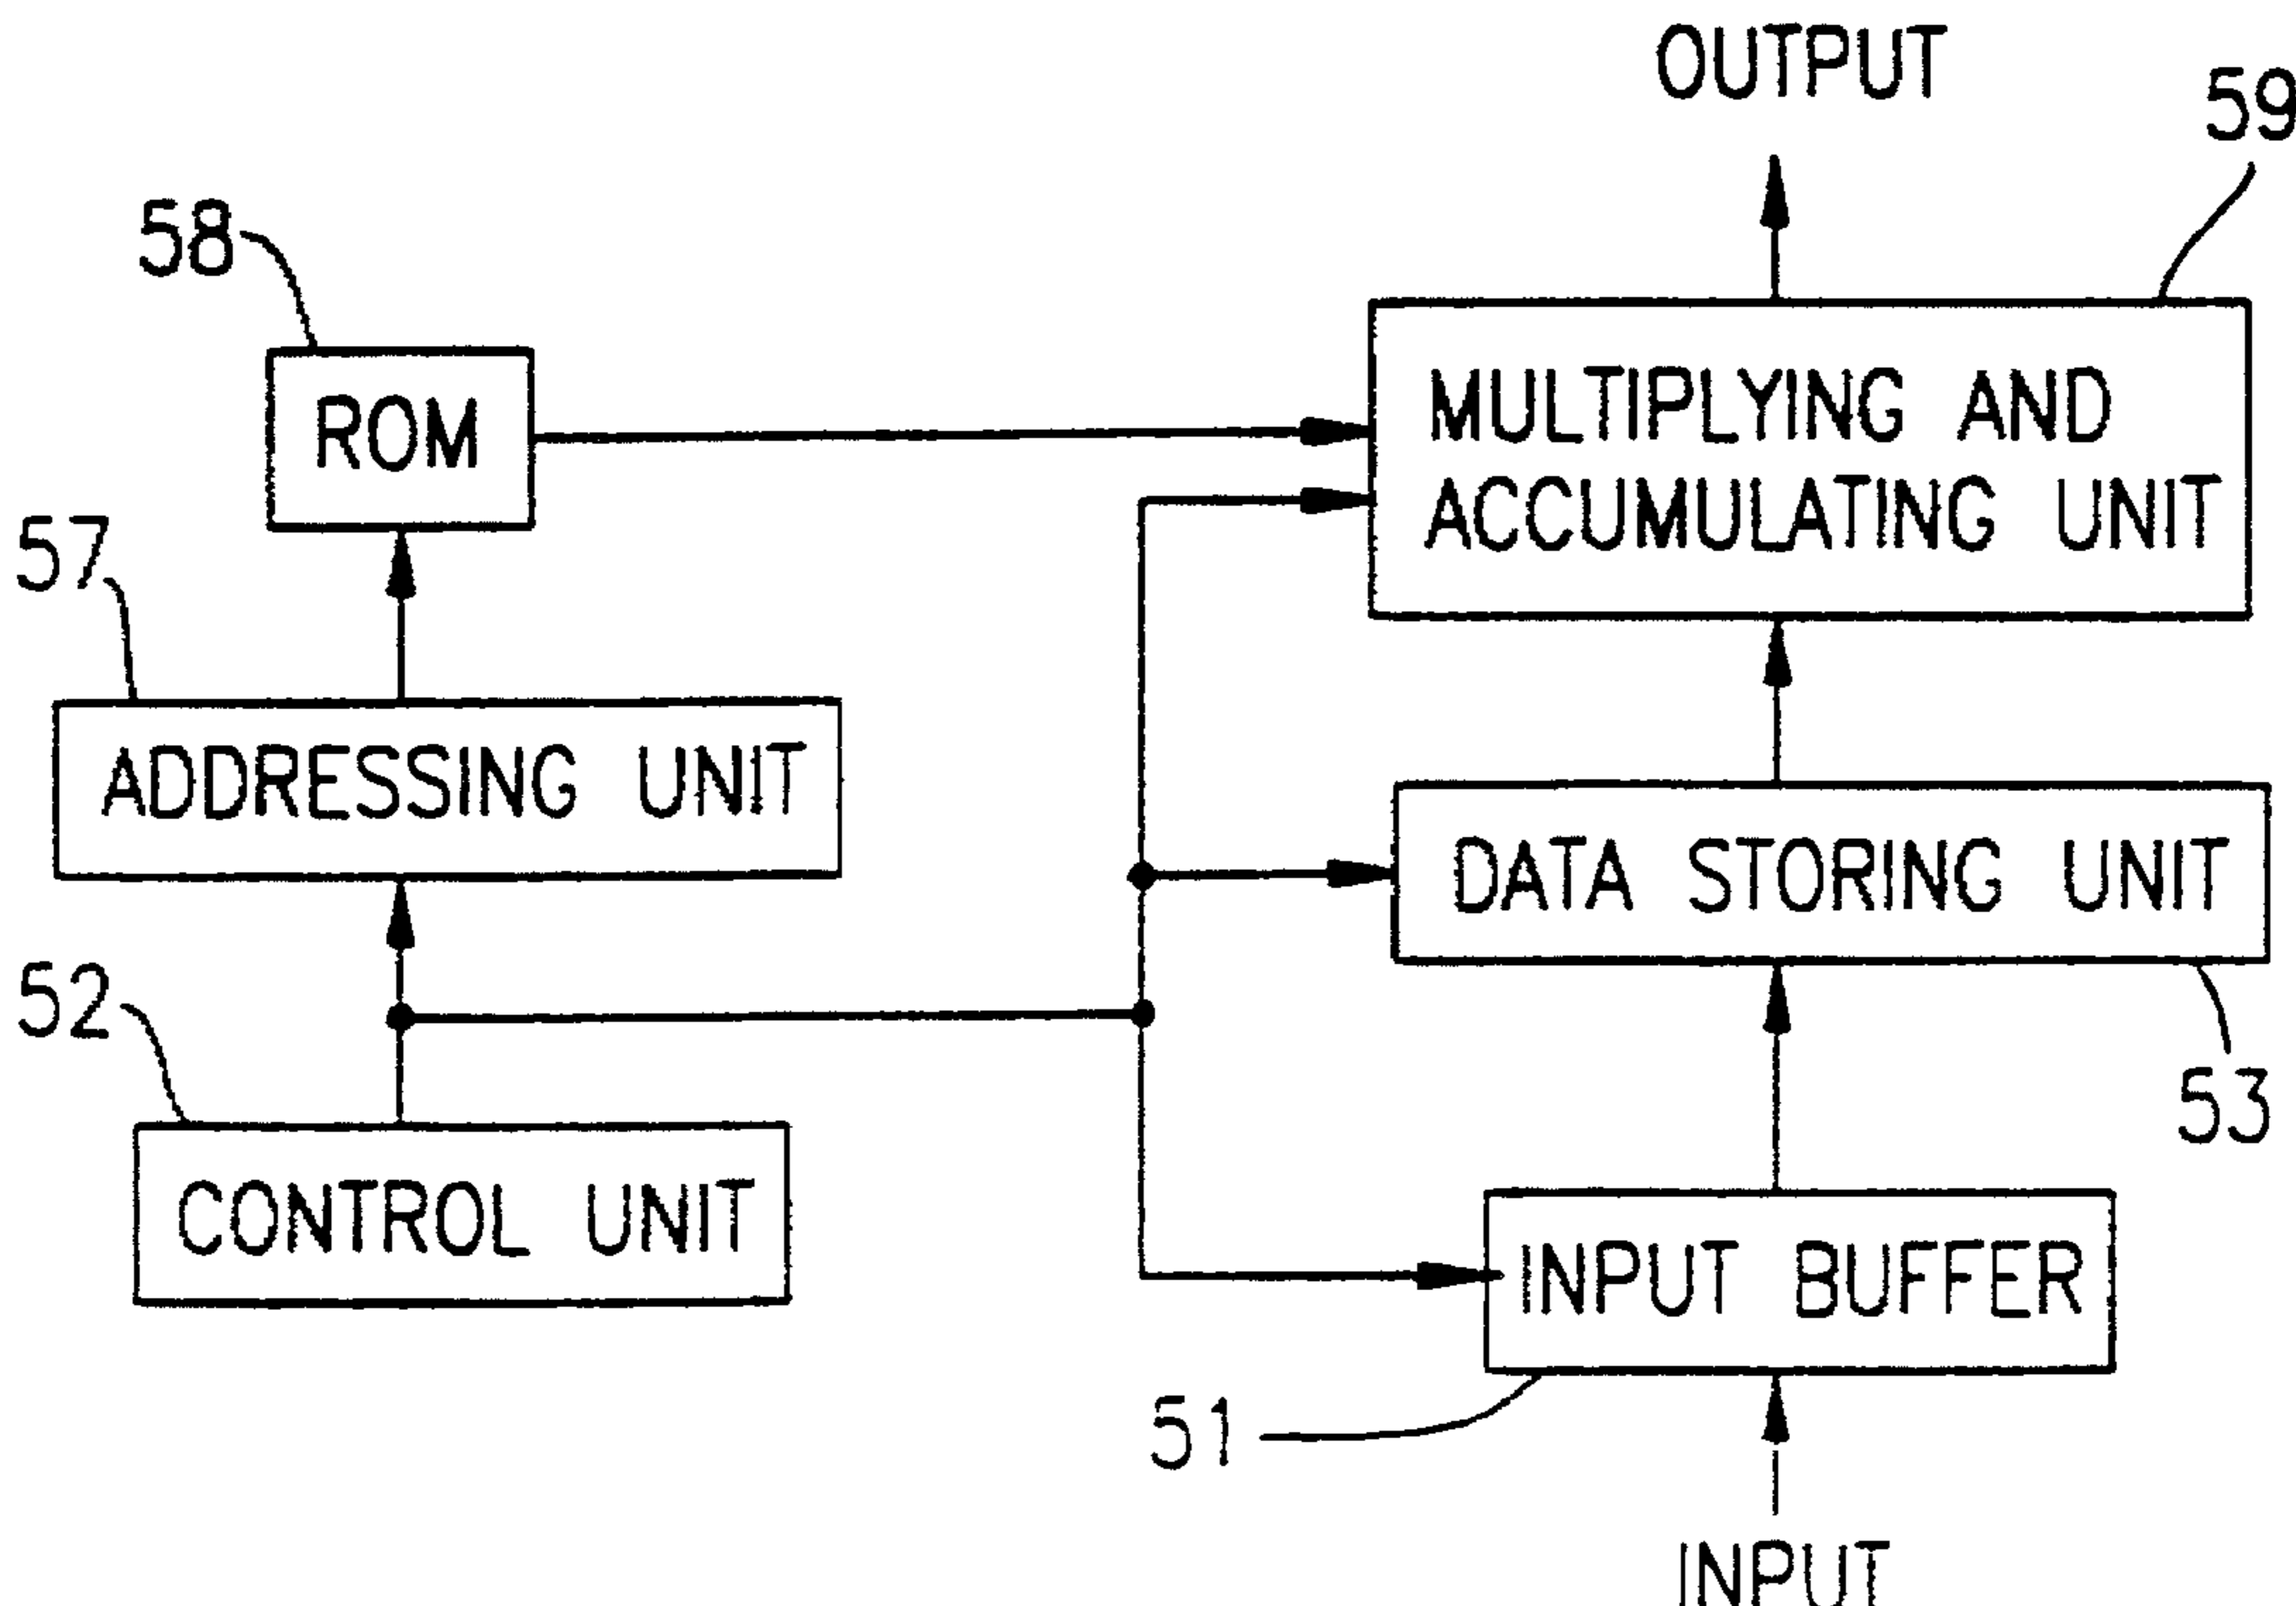 OUTPUT
59
58
ROM
MULTIPLYING AND
ACCUMULATING UNIT
57
ADDRESSING UNIT
DATA STORING UNIT
52
53
CONTROL UNIT
INPUT BUFFER
51
INPUT